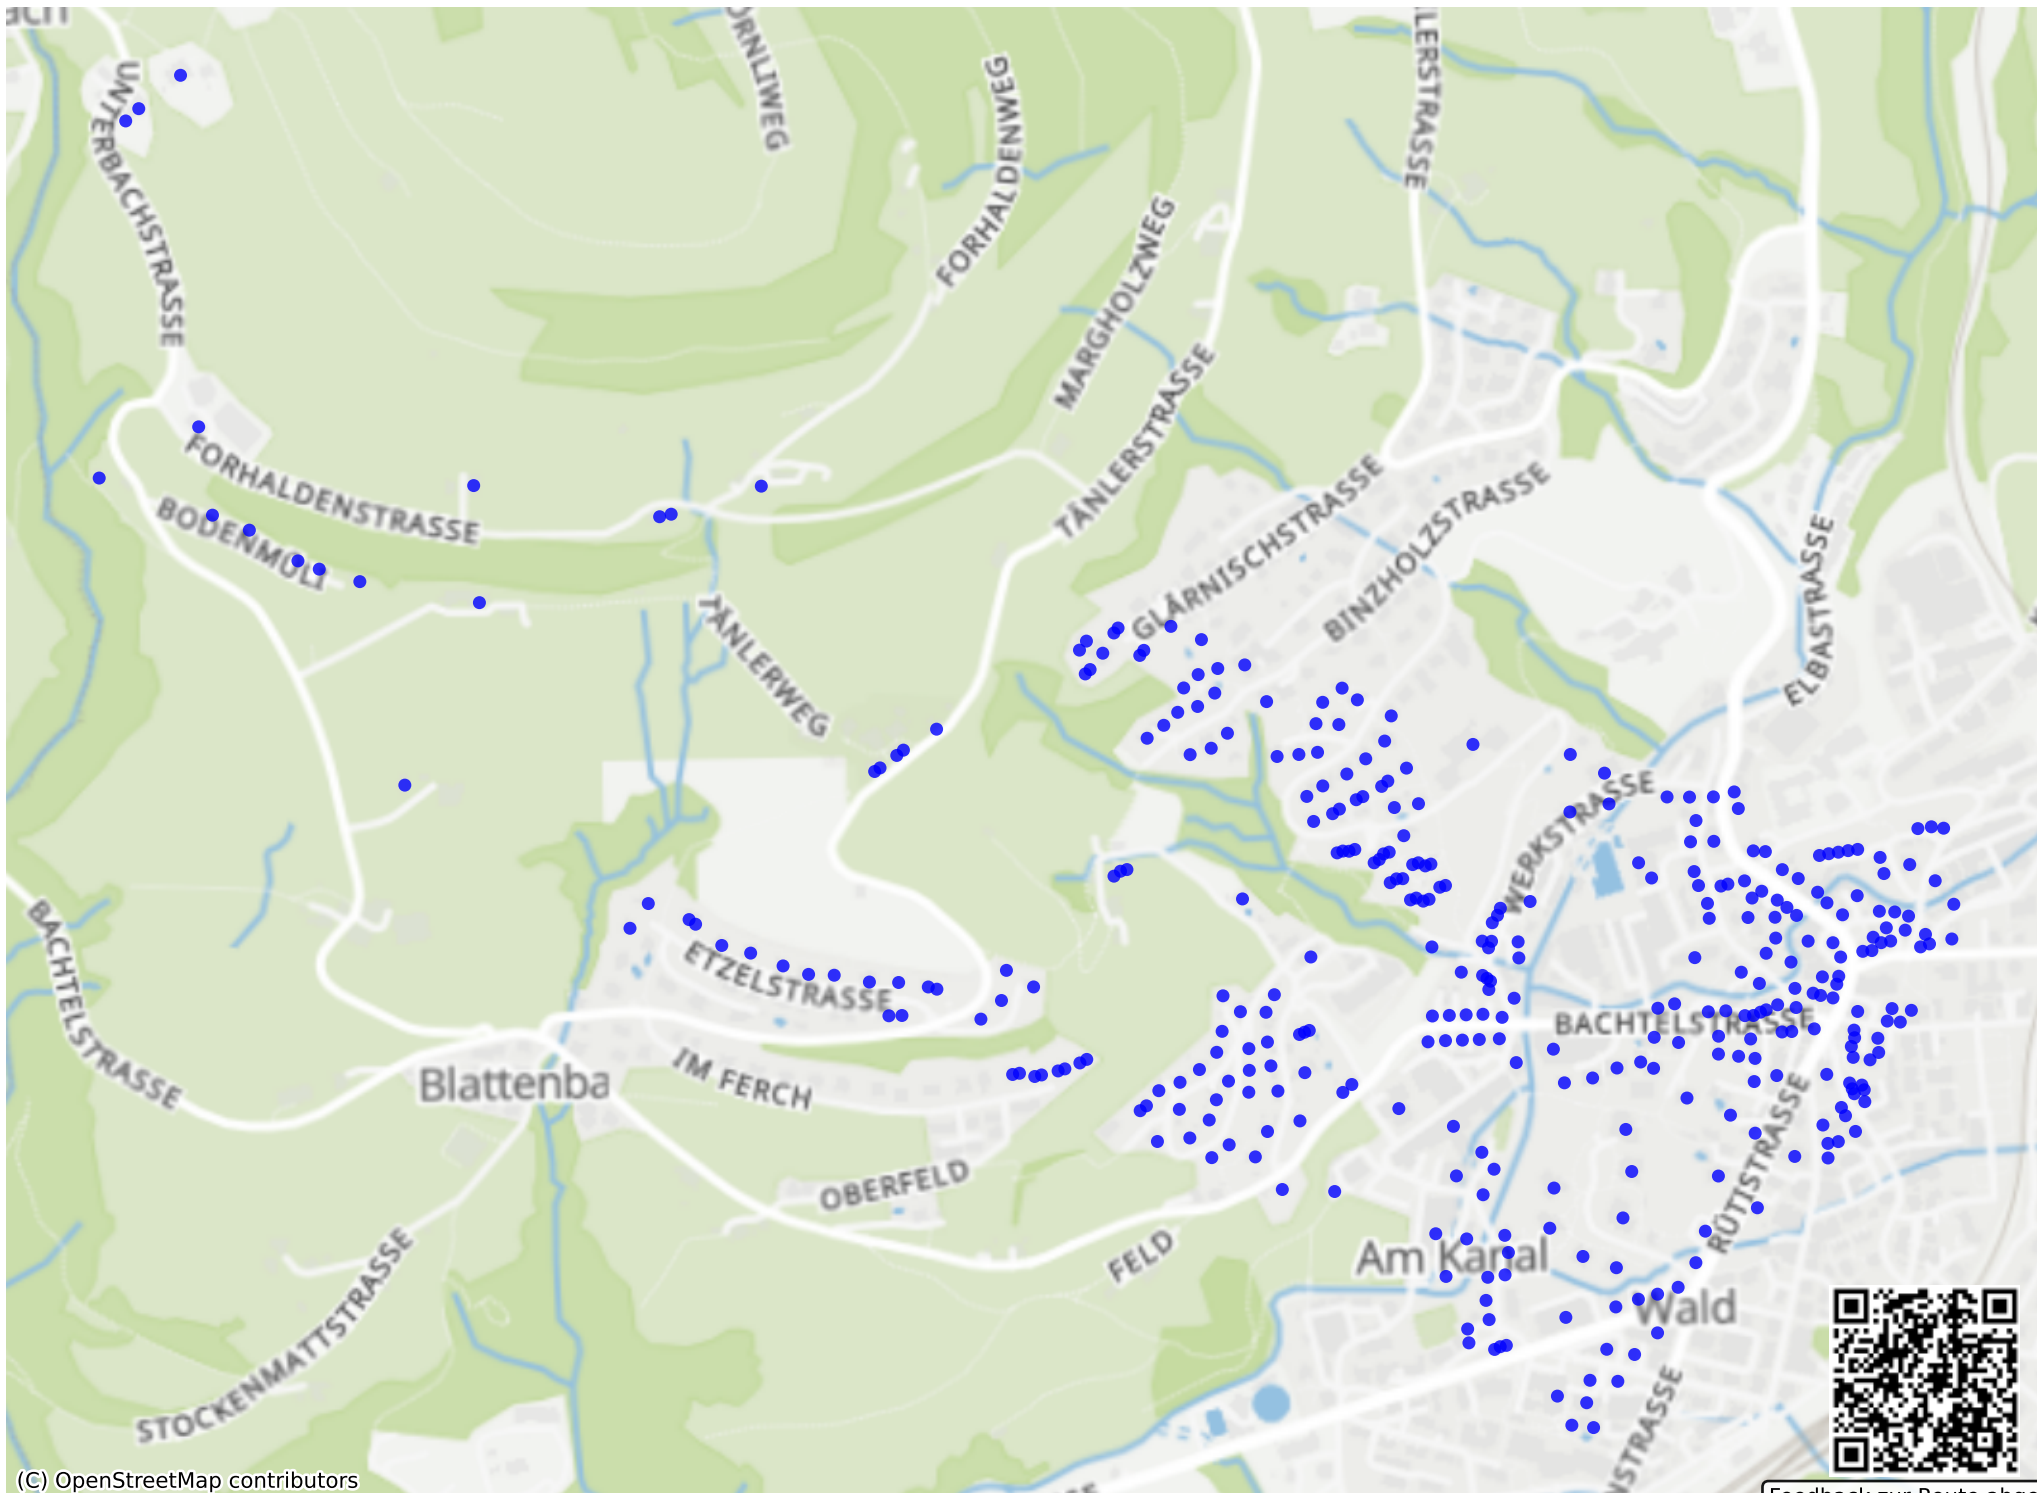 UNTERBACHSTRASSE
FORHALDENWEG
MARGHOLZWEG
TÄNLERSTRASSE
FORHALDENSTRASSE
BODENMÜLI
GLÄRNISCHSTRASSE
BINZHOLZSTRASSE
ELBASTRASSE
TÄNLERWEG
WERKSTRASSE
BACHTELSTRASSE
ETZELSTRASSE
BACHTELSTRASSE
Blattenba
IM FERCH
OBERFELD
RÜTISTRASSE
FELD
Am Kanal
Wald
STOCKENMATTSTRASSE
(C) OpenStreetMap contributors